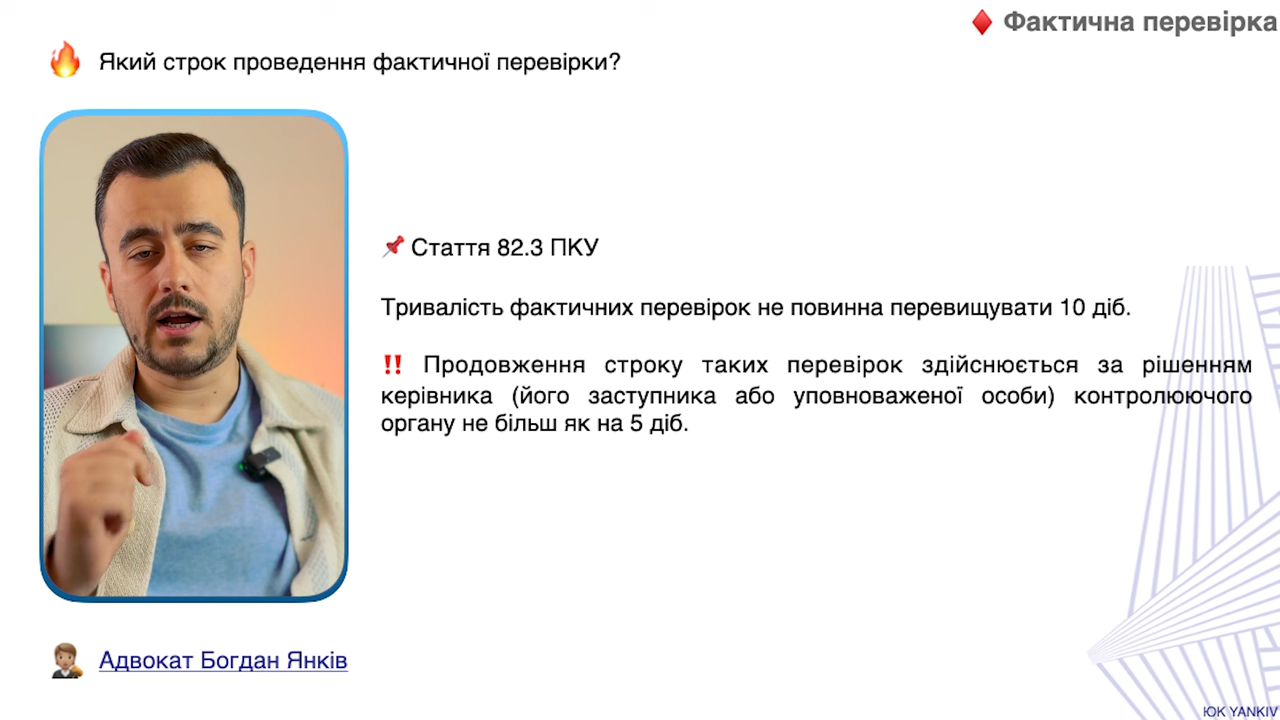 Фактична перевірка
Який строк проведення фактичної перевірки?
Стаття 82.3 ПКУ
Тривалість фактичних перевірок не повинна перевищувати 10 діб.
Продовження строку таких перевірок здійснюється за рішенням
керівника (його заступника або уповноваженої особи) контролюючого
органу не більш як на 5 діб.
Адвокат Богдан Янків
ЮК YANKIV